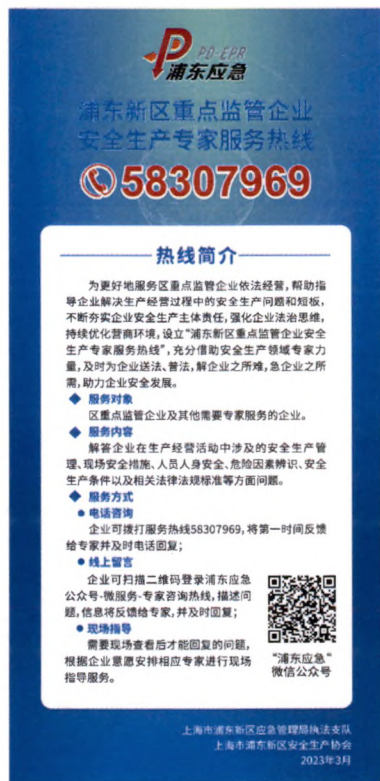 PD-EPR
浦东应急
浦东新区重点监管企业
安全生产专家服务热线
58307969
热线简介
为更好地服务区重点监管企业依法经营,帮助指
导企业解决生产经营过程中的安全生产问题和短板,
不断夯实企业安全生产主体责任,强化企业法治思维,
持续优化营商环境,设立“浦东新区重点监管企业安全
生产专家服务热线”,充分借助安全生产领域专家力
量,及时为企业送法、普法,解企业之所难,急企业之所
需,助力企业安全发展。
◆ 服务对象
区重点监管企业及其他需要专家服务的企业。
◆ 服务内容
解答企业在生产经营活动中涉及的安全生产管
理、现场安全措施、人员人身安全、危险因素辨识、安全
生产条件以及相关法律法规标准等方面问题。
◆ 服务方式
● 电话咨询
企业可拨打服务热线58307969,将第一时间反馈
给专家并及时电话回复;
● 线上留言
企业可扫描二维码登录浦东应急
公众号-微服务-专家咨询热线,描述问
题,信息将反馈给专家,并及时回复;
● 现场指导
需要现场查看后才能回复的问题,
根据企业意愿安排相应专家进行现场
指导服务。
“浦东应急“
微信公众号
上海市浦东新区应急管理局执法支队
上海市浦东新区安全生产协会
2023年3月